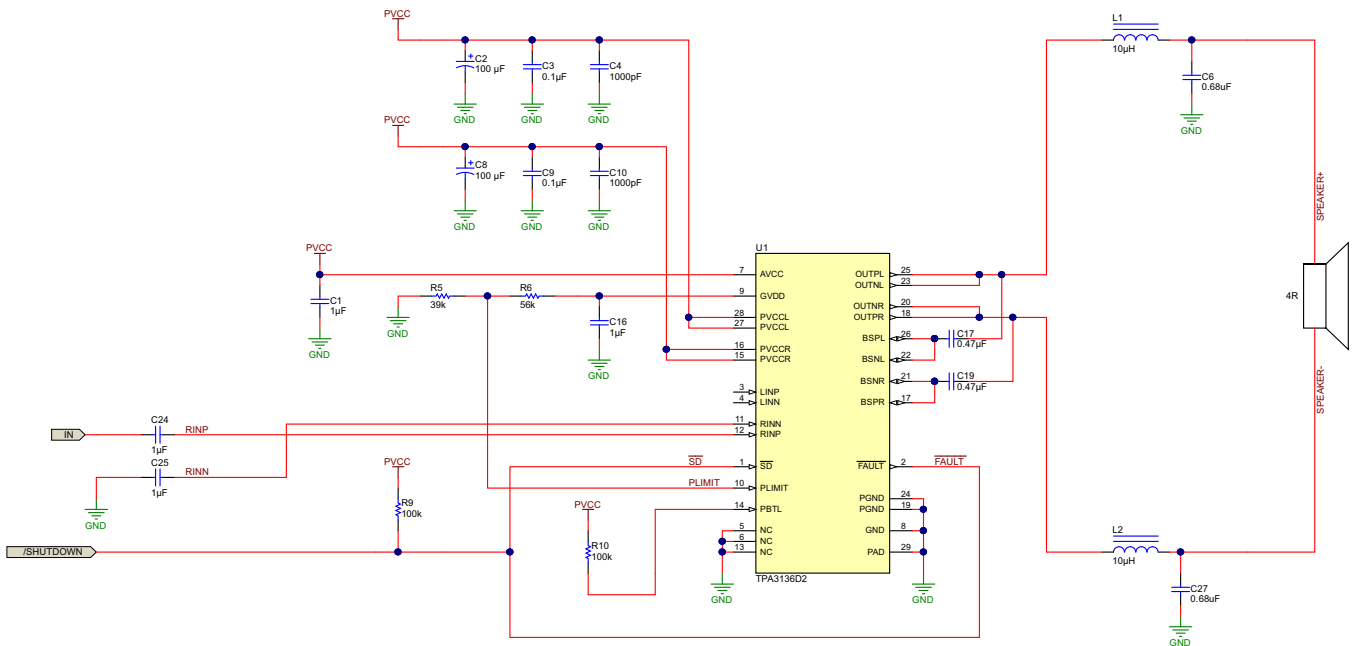 PVCC
L1
10µH
C2
100 µF
C3
0.1µF
C4
1000pF
C6
0.68uF
GND
GND
GND
GND
PVCC
C8
100 µF
C9
0.1µF
C10
1000pF
GND
GND
GND
SPEAKER+
PVCC
U1
7
AVCC
9
GVDD
28
PVCCL
27
PVCCL
16
PVCCR
15
PVCCR
3
LINP
4
LINN
11
RINN
12
RINP
1
SD
10
PLIMIT
14
PBTL
5
NC
6
NC
13
NC
OUTPL
25
OUTNL
23
OUTNR
20
OUTPR
18
BSPL
26
BSNL
22
BSNR
21
BSPR
17
FAULT
2
PGND
24
PGND
19
GND
8
PAD
29
TPA3136D2
C1
1µF
GND
R5
39k
R6
56k
GND
C16
1µF
GND
C17
0.47µF
C19
0.47µF
4R
SPEAKER-
IN
C24
1µF
RINP
C25
1µF
RINN
GND
PVCC
R9
100k
/SHUTDOWN
SD
PLIMIT
PVCC
R10
100k
FAULT
GND
GND
L2
10µH
C27
0.68uF
GND